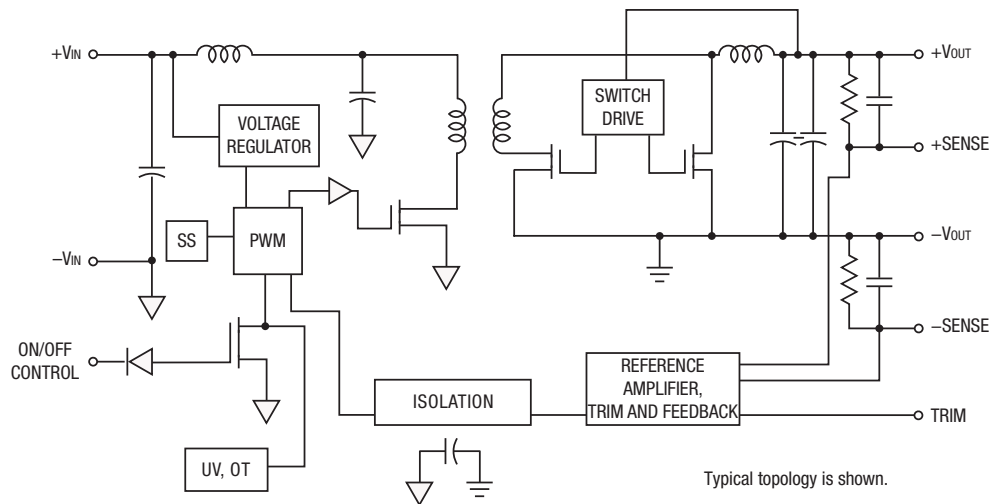 +VIN
+VOUT
SWITCH
DRIVE
VOLTAGE
REGULATOR
+SENSE
SS
PWM
−VIN
−VOUT
−SENSE
ON/OFF
CONTROL
REFERENCE
AMPLIFIER,
TRIM AND FEEDBACK
ISOLATION
TRIM
UV, OT
Typical topology is shown.